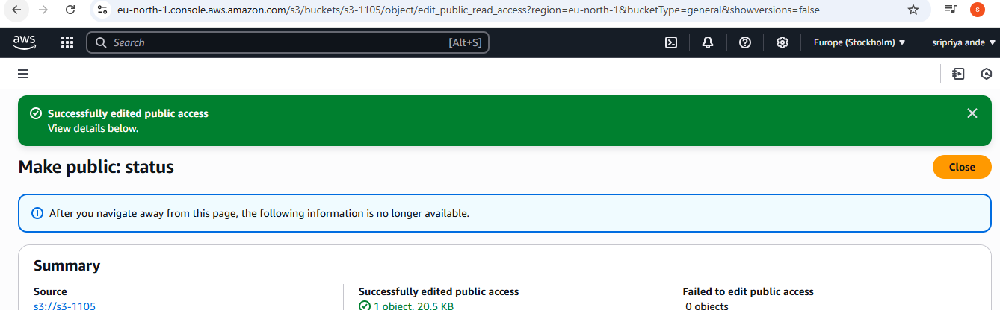 eu-north-1.console.aws.amazon.com/s3/buckets/s3-1105/object/edit_public_read_access?region=eu-north-1&bucketType=general&showversions=false
S
aws
Search
[Alt+S]
Europe (Stockholm)
sripriya ande
Successfully edited public access
View details below.
Make public: status
Close
After you navigate away from this page, the following information is no longer available.
Summary
Source
Successfully edited public access
Failed to edit public access
s3://s3-1105
1 object, 20.5 KB
0 objects